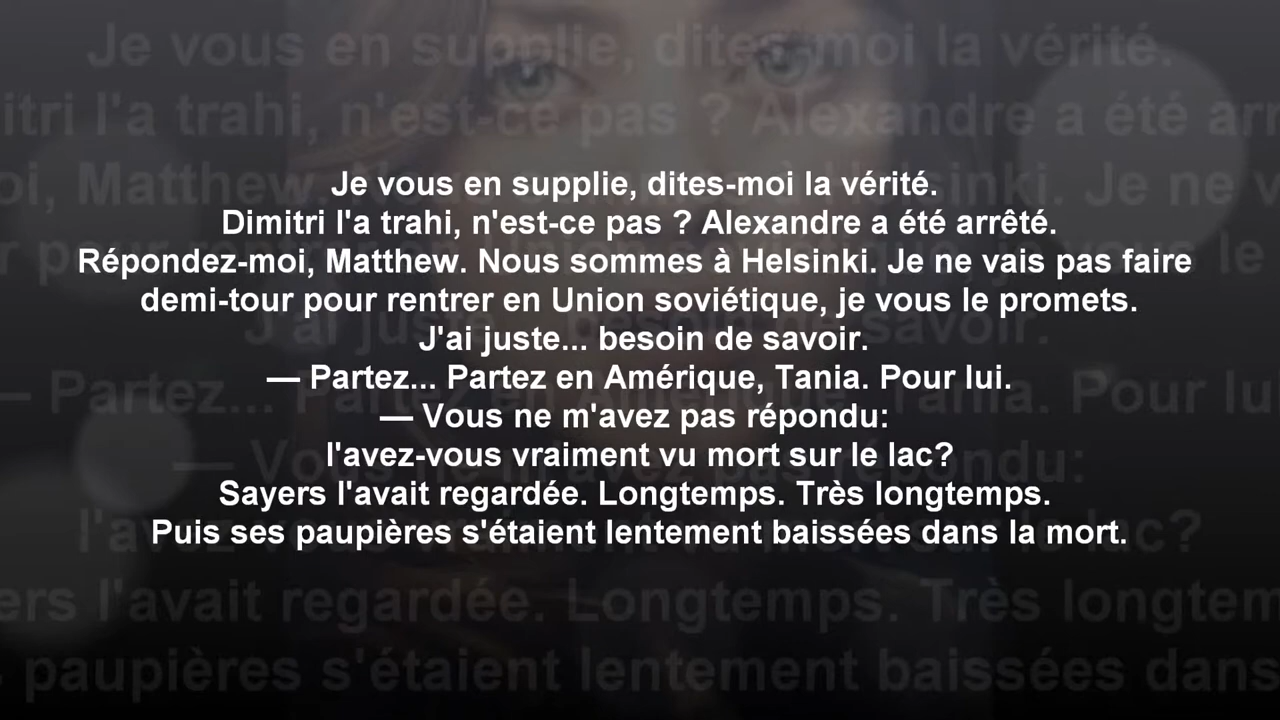 Je vous en supplie, dites-moi la vérité.
Dimitri l'a trahi, n'est-ce pas ? Alexandre a été arrêté.
Répondez-moi, Matthew. Nous sommes à Helsinki. Je ne vais pas faire
demi-tour pour rentrer en Union soviétique, je vous le promets.
J'ai juste... besoin de savoir.
— Partez... Partez en Amérique, Tania. Pour lui.
— Vous ne m'avez pas répondu:
l'avez-vous vraiment vu mort sur le lac?
Sayers l'avait regardée. Longtemps. Très longtemps.
Puis ses paupières s'étaient lentement baissées dans la mort.